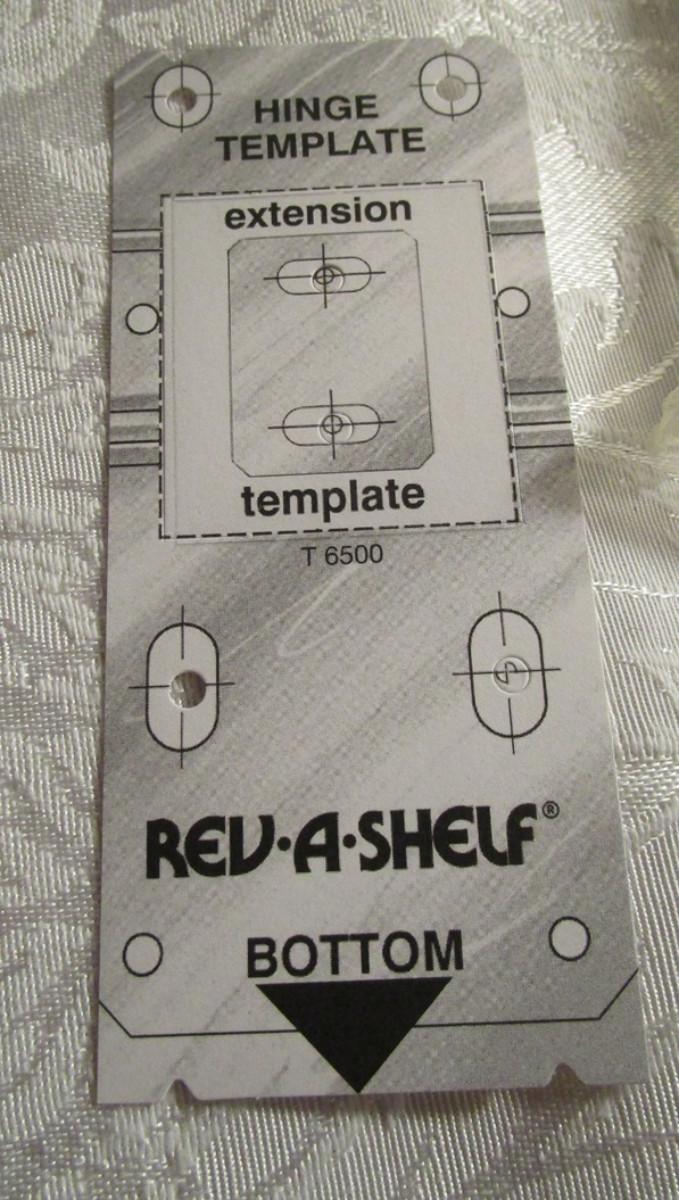 HINGE
TEMPLATE
extension
template
T 6500
REV·A·SHELF®
BOTTOM